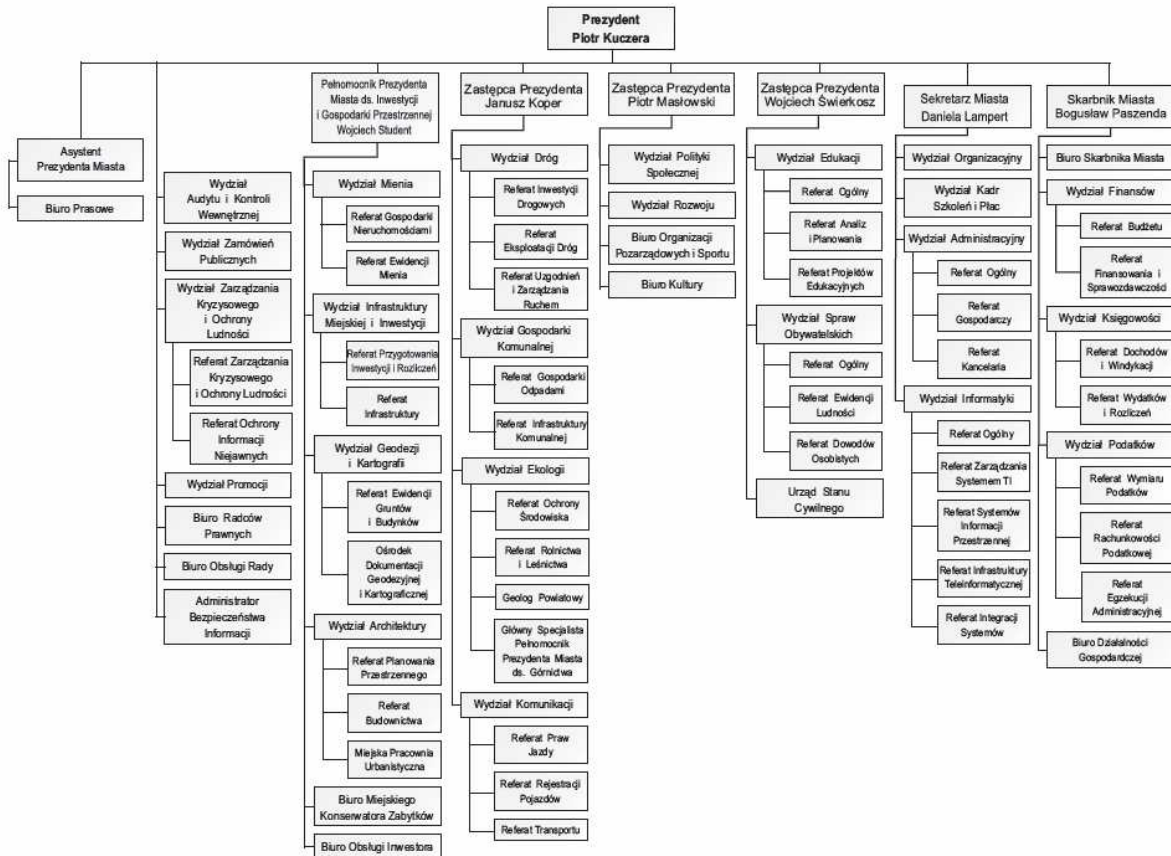 Prezydent
Piotr Kuczera
Asystent
Prezydenta Miasta
Biuro Prasowe
Wydział
Audytu i Kontroli
Wewnętrznej
Wydział Zamówień
Publicznych
Wydział Zarządzania
Kryzysowego
i Ochrony
Ludności
Referat Zarządzania
Kryzysowego
i Ochrony Ludności
Referat Ochrony
Informacji
Niejawnych
Wydział Promocji
Biuro Radców
Prawnych
Biuro Obsługi Rady
Administrator
Bezpieczeństwa
Informacji
Pełnomocnik Prezydenta
Miasta ds. Inwestycji
i Gospodarki Przestrzennej
Wojciech Student
Wydział Mienia
Referat Gospodarki
Nieruchomościami
Referat Ewidencji
Mienia
Wydział Infrastruktury
Miejskiej i Inwestycji
Referat Przygotowania
Inwestycji i Rozliczeń
Referat
Infrastruktury
Wydział Geodezji
i Kartografii
Referat Ewidencji
Gruntów
i Budynków
Ośrodek
Dokumentacji
Geodezyjnej
i Kartograficznej
Wydział Architektury
Referat Planowania
Przestrzennego
Referat
Budownictwa
Miejska Pracownia
Urbanistyczna
Biuro Miejskiego
Konserwatora Zabytków
Biuro Obsługi Inwestora
Zastępca Prezydenta
Janusz Koper
Wydział Dróg
Referat Inwestycji
Drogowych
Referat
Eksploatacji Dróg
Referat Uzgodnień
i Zarządzania
Ruchem
Wydział Gospodarki
Komunalnej
Referat Gospodarki
Odpadami
Referat Infrastruktury
Komunalnej
Wydział Ekologii
Referat Ochrony
Środowiska
Referat Rolnictwa
i Leśnictwa
Geolog Powiatowy
Główny Specjalista
Pełnomocnik
Prezydenta Miasta
ds. Górnictwa
Wydział Komunikacji
Referat Praw
Jazdy
Referat Rejestracji
Pojazdów
Referat Transportu
Zastępca Prezydenta
Piotr Masłowski
Wydział Polityki
Społecznej
Wydział Rozwoju
Biuro Organizacji
Pozarządowych i Sportu
Biuro Kultury
Zastępca Prezydenta
Wojciech Świerkosz
Wydział Edukacji
Referat Ogólny
Referat Analiz
i Planowania
Referat Projektów
Edukacyjnych
Wydział Spraw
Obywatelskich
Referat Ogólny
Referat Ewidencji
Ludności
Referat Dowodów
Osobistych
Urząd Stanu
Cywilnego
Sekretarz Miasta
Daniela Lampert
Wydział Organizacyjny
Wydział Kadr
Szkoleń i Płac
Wydział Administracyjny
Referat Ogólny
Referat
Gospodarczy
Referat
Kancelaria
Wydział Informatyki
Referat Ogólny
Referat Zarządzania
Systemem TI
Referat Systemów
Informacji
Przestrzennej
Referat Infrastruktury
Teleinformatycznej
Referat Integracji
Systemów
Skarbnik Miasta
Bogusław Paszenda
Biuro Skarbnika Miasta
Wydział Finansów
Referat Budżetu
Referat
Finansowania i
Sprawozdawczości
Wydział Księgowości
Referat Dochodów
i Windykacji
Referat Wydatków
i Rozliczeń
Wydział Podatków
Referat Wymiaru
Podatków
Referat
Rachunkowości
Podatkowej
Referat
Egzekucji
Administracyjnej
Biuro Działalności
Gospodardczej